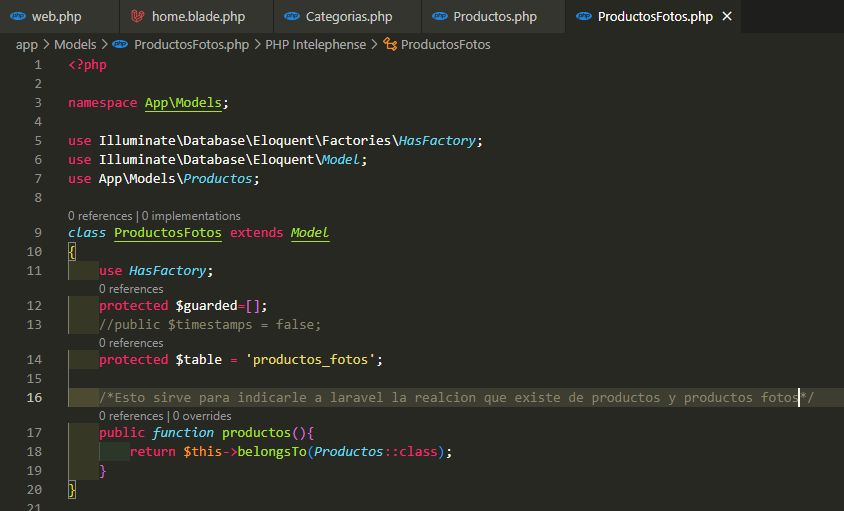 web.php home.blade.php Categorias.php Productos.php ProductosFotos.php
app > Models > ProductosFotos.php > PHP Intelephense > ProductosFotos
1 <?php
2
3 namespace App\Models;
4
5 use Illuminate\Database\Eloquent\Factories\HasFactory;
6 use Illuminate\Database\Eloquent\Model;
7 use App\Models\Productos;
8
0 references | 0 implementations
9 class ProductosFotos extends Model
10 {
11 use HasFactory;
0 references
12 protected $guarded=[];
13 //public $timestamps = false;
0 references
14 protected $table = 'productos_fotos';
15
16 /*Esto sirve para indicarle a laravel la realcion que existe de productos y productos fotos*/
0 references | 0 overrides
17 public function productos(){
18 return $this->belongsTo(Productos::class);
19 }
20 }
21